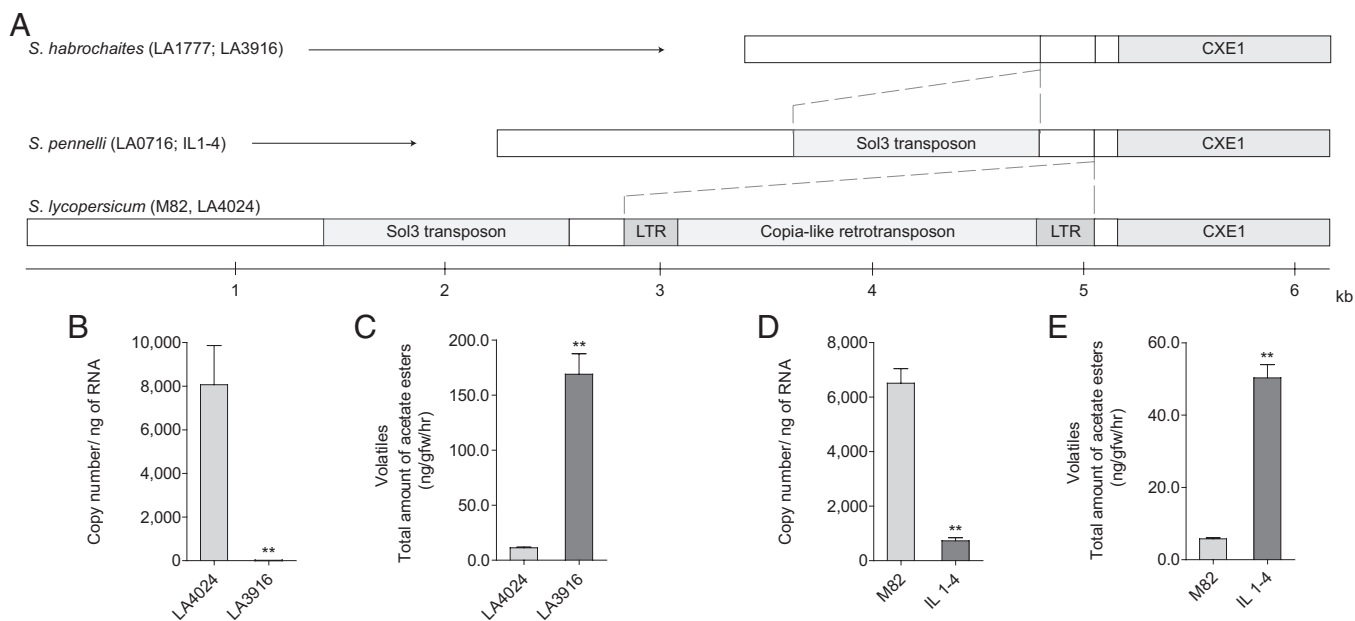 A
S. habrochaites (LA1777; LA3916)
CXE1
S. pennelli (LA0716; IL1-4)
Sol3 transposon
CXE1
S. lycopersicum (M82, LA4024)
Sol3 transposon
LTR
Copia-like retrotransposon
LTR
CXE1
1
2
3
4
5
6
kb
B
Copy number/ ng of RNA
10,000
8,000
6,000
4,000
2,000
0
**
LA4024
LA3916
C
Volatiles
Total amount of acetate esters
(ng/gfw/hr)
200.0
150.0
100.0
50.0
0.0
**
LA4024
LA3916
D
Copy number/ ng of RNA
8,000
6,000
4,000
2,000
0
**
M82
IL 1-4
E
Volatiles
Total amount of acetate esters
(ng/gfw/hr)
60.0
40.0
20.0
0.0
**
M82
IL 1-4